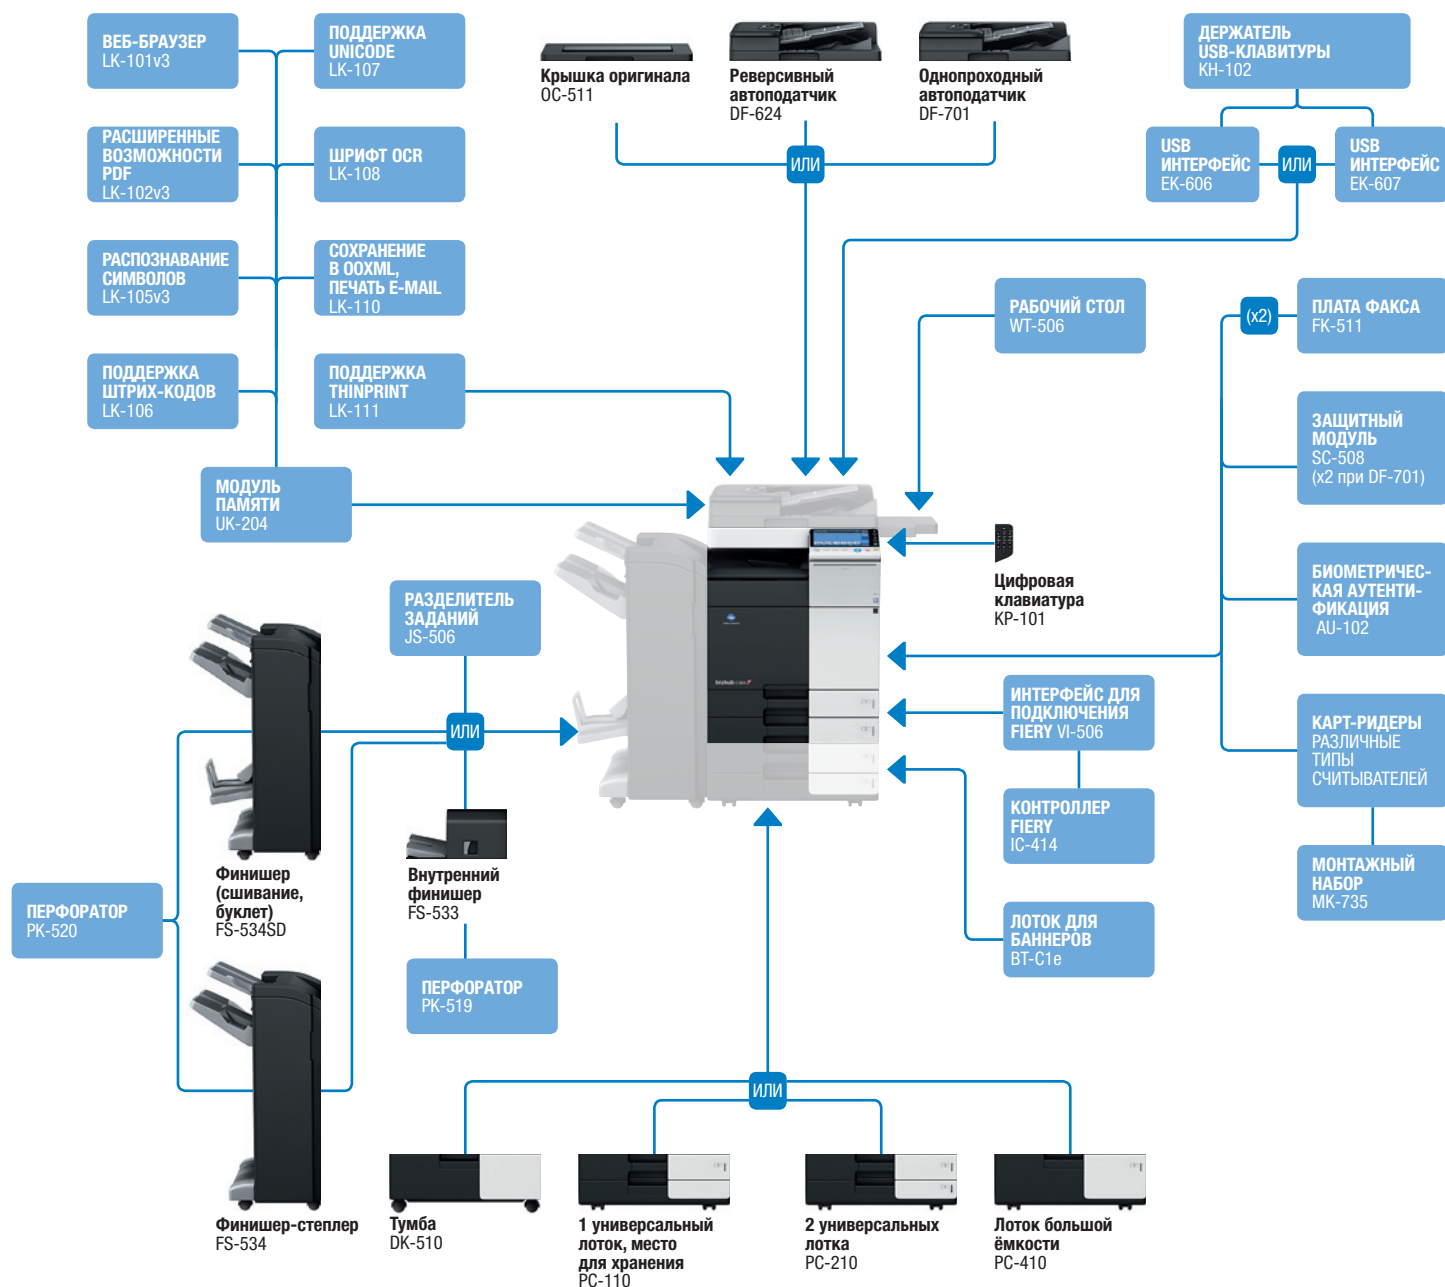 ВЕБ-БРАУЗЕР
LK-101v3
ПОДДЕРЖКА
UNICODE
LK-107
РАСШИРЕННЫЕ
ВОЗМОЖНОСТИ
PDF
LK-102v3
ШРИФТ OCR
LK-108
РАСПОЗНАВАНИЕ
СИМВОЛОВ
LK-105v3
СОХРАНЕНИЕ
В OOXML,
ПЕЧАТЬ E-MAIL
LK-110
ПОДДЕРЖКА
ШТРИХ-КОДОВ
LK-106
ПОДДЕРЖКА
THINPRINT
LK-111
МОДУЛЬ
ПАМЯТИ
UK-204
Крышка оригинала
OC-511
Реверсивный
автоподатчик
DF-624
Однопроходный
автоподатчик
DF-701
ИЛИ
ДЕРЖАТЕЛЬ
USB-КЛАВИТУРЫ
KH-102
USB
ИНТЕРФЕЙС
EK-606
ИЛИ
USB
ИНТЕРФЕЙС
EK-607
РАБОЧИЙ СТОЛ
WT-506
(x2)
ПЛАТА ФАКСА
FK-511
ЗАЩИТНЫЙ
МОДУЛЬ
SC-508
(x2 при DF-701)
БИОМЕТРИЧЕС-
КАЯ АУТЕНТИ-
ФИКАЦИЯ
AU-102
КАРТ-РИДЕРЫ
РАЗЛИЧНЫЕ
ТИПЫ
СЧИТЫВАТЕЛЕЙ
МОНТАЖНЫЙ
НАБОР
MK-735
Цифровая
клавиатура
KP-101
ИНТЕРФЕЙС ДЛЯ
ПОДКЛЮЧЕНИЯ
FIERY VI-506
КОНТРОЛЛЕР
FIERY
IC-414
ЛОТОК ДЛЯ
БАННЕРОВ
BT-C1e
РАЗДЕЛИТЕЛЬ
ЗАДАНИЙ
JS-506
ИЛИ
bizhub
Финишер
(сшивание,
буклет)
FS-534SD
Внутренний
финишер
FS-533
ПЕРФОРАТОР
PK-520
ПЕРФОРАТОР
PK-519
Финишер-степлер
FS-534
ИЛИ
Тумба
DK-510
1 универсальный
лоток, место
для хранения
PC-110
2 универсальных
лотка
PC-210
Лоток большой
ёмкости
PC-410